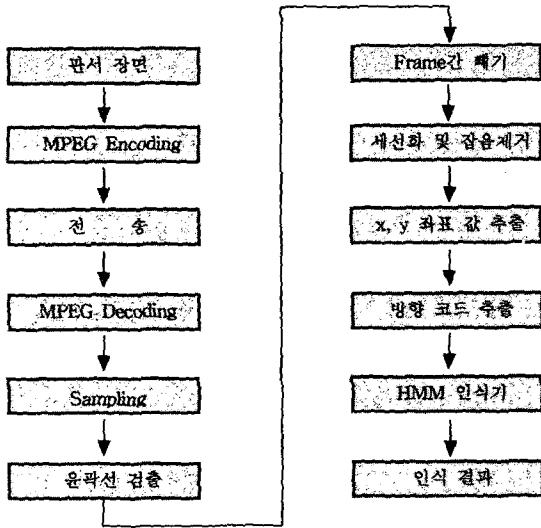 판서 장면
MPEG Encoding
전 송
MPEG Decoding
Sampling
윤곽선 검출
Frame간 빼기
세선화 및 잡음제거
x, y 좌표 값 추출
방향 코드 추출
HMM 인식기
인식 결과